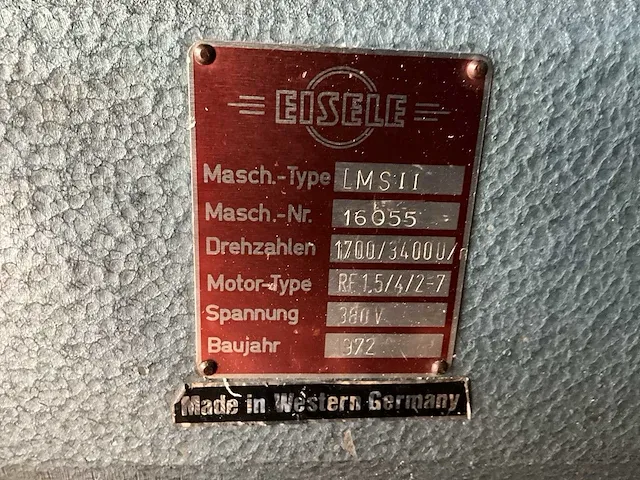 EISELE
Masch.-Type LMS II
Masch.-Nr. 16055
Drehzahlen 1700/3400U/
Motor-Type RF 1,5/4/2-7
Spannung 380 V
Baujahr 1972
Made in Western Germany